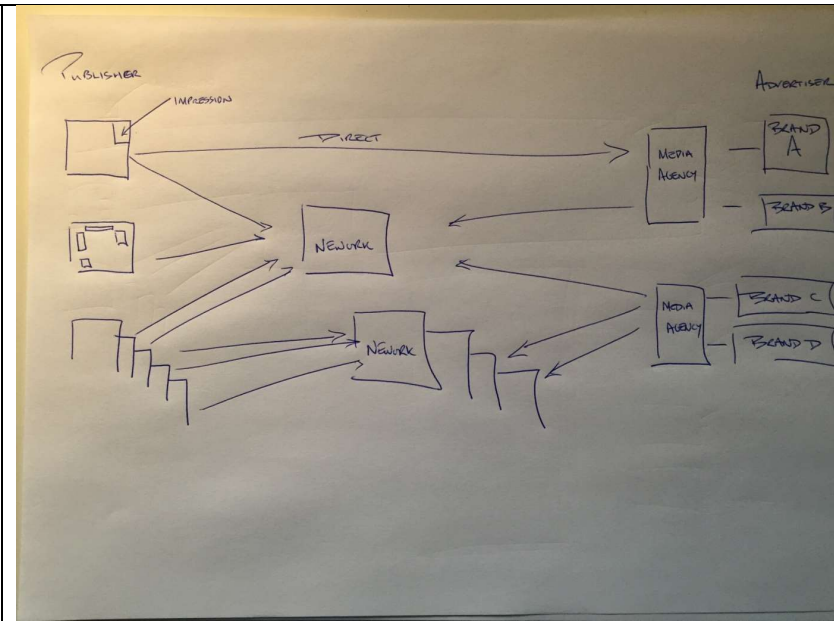 PUBLISHER
ADVERTISER
IMPRESSION
DIRECT
MEDIA
AGENCY
BRAND
A
BRAND B
NEWORK
MEDIA
AGENCY
BRAND C
BRAND D
NEWORK